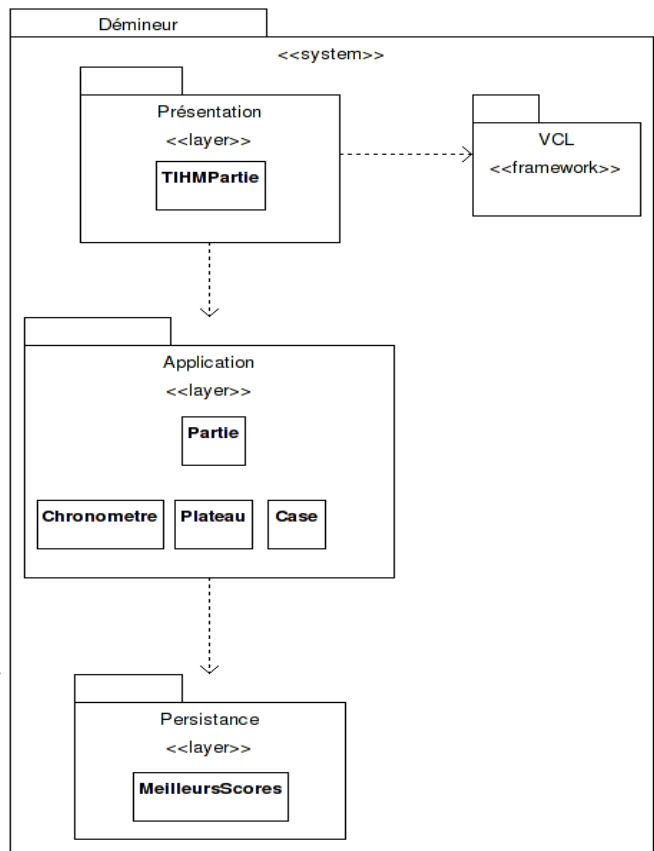 Démineur
<<system>>
Présentation
<<layer>>
TIHMPartie
VCL
<<framework>>
Application
<<layer>>
Partie
Chronometre
Plateau
Case
Persistance
<<layer>>
MeilleursScores